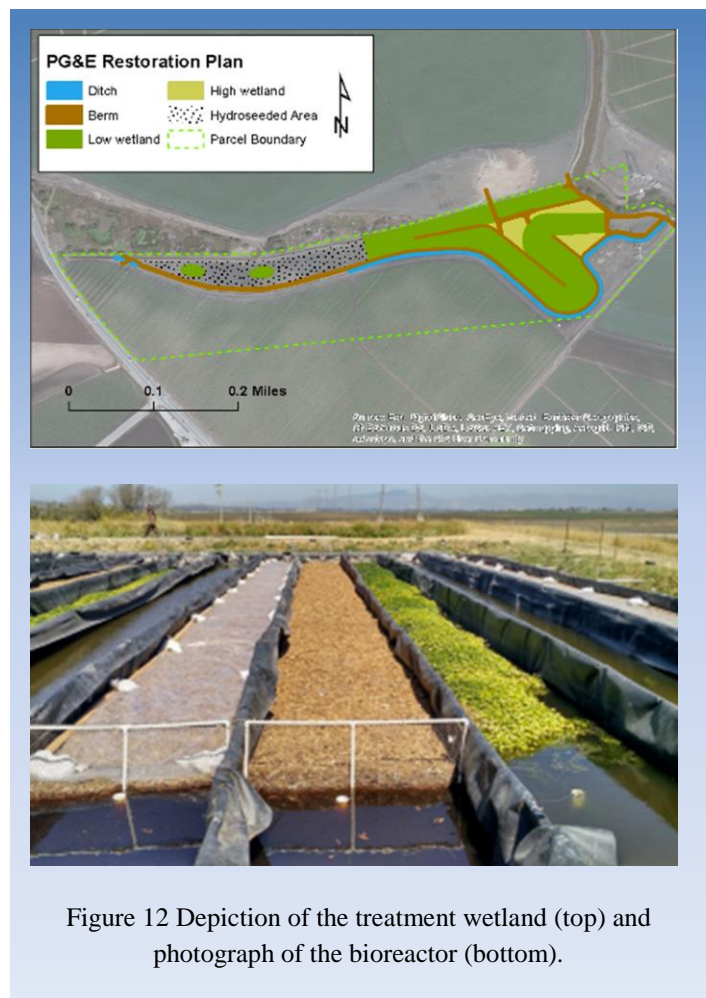 PG&E Restoration Plan
Ditch
High wetland
Berm
Hydroseeded Area
Low wetland
Parcel Boundary
N
0 0.1 0.2 Miles
Figure 12 Depiction of the treatment wetland (top) and
photograph of the bioreactor (bottom).